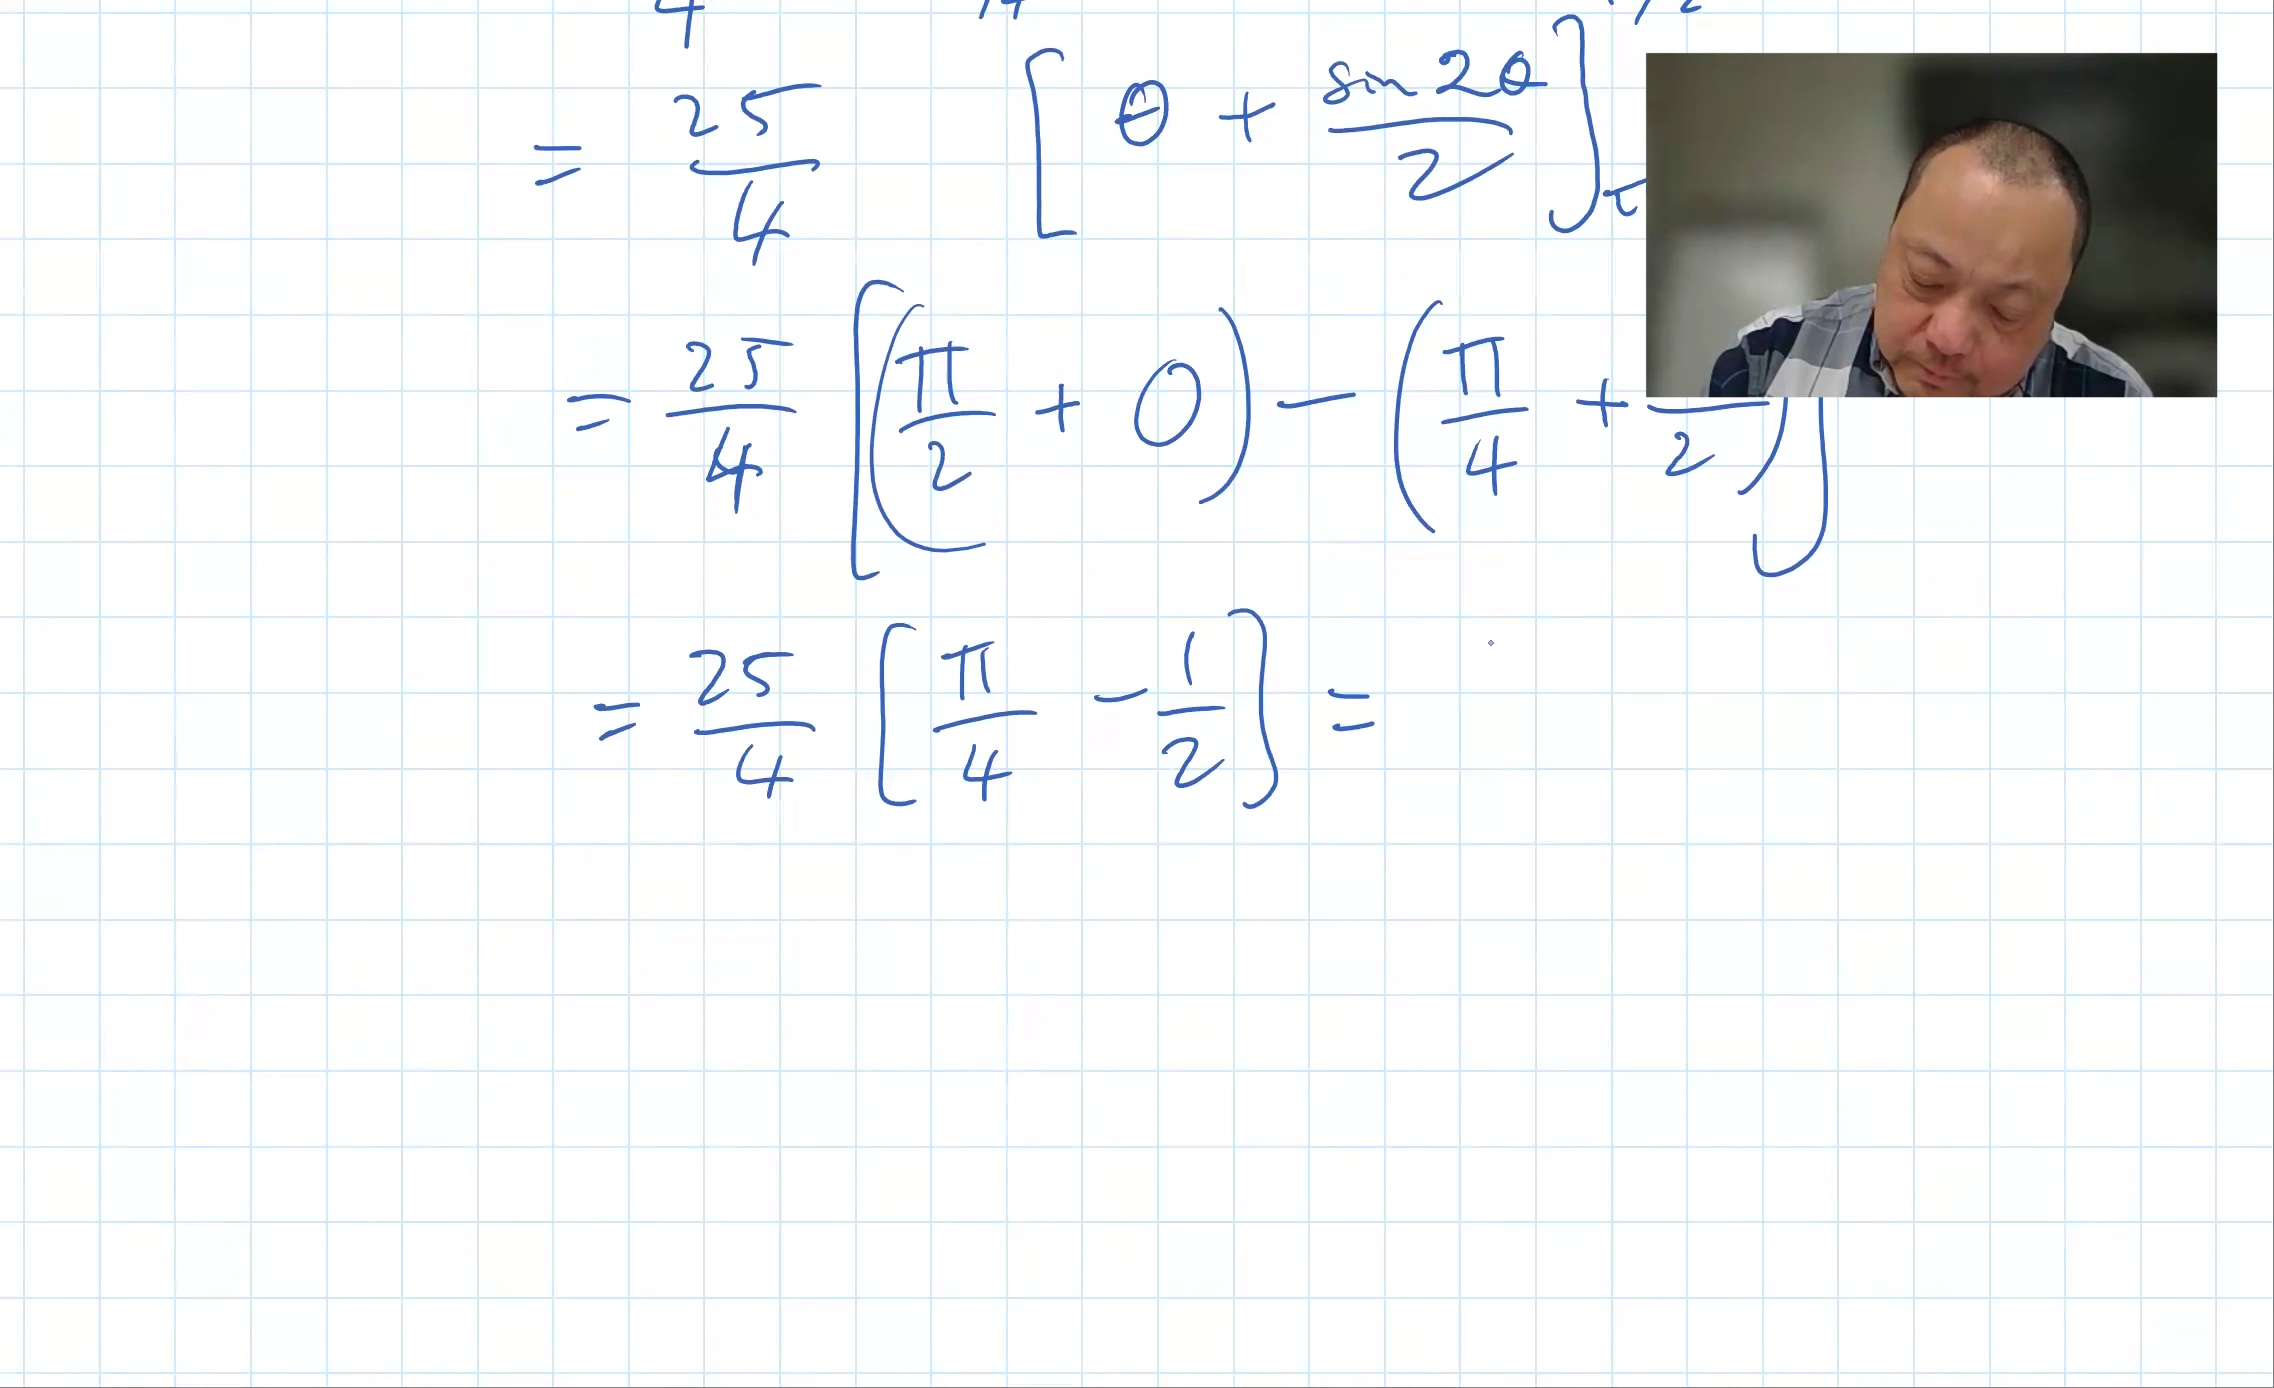 = 25/4 [θ + sin 2θ / 2]
= 25/4 [(π/2 + 0) − (π/4 + /2)]
= 25/4 [π/4 − 1/2] =